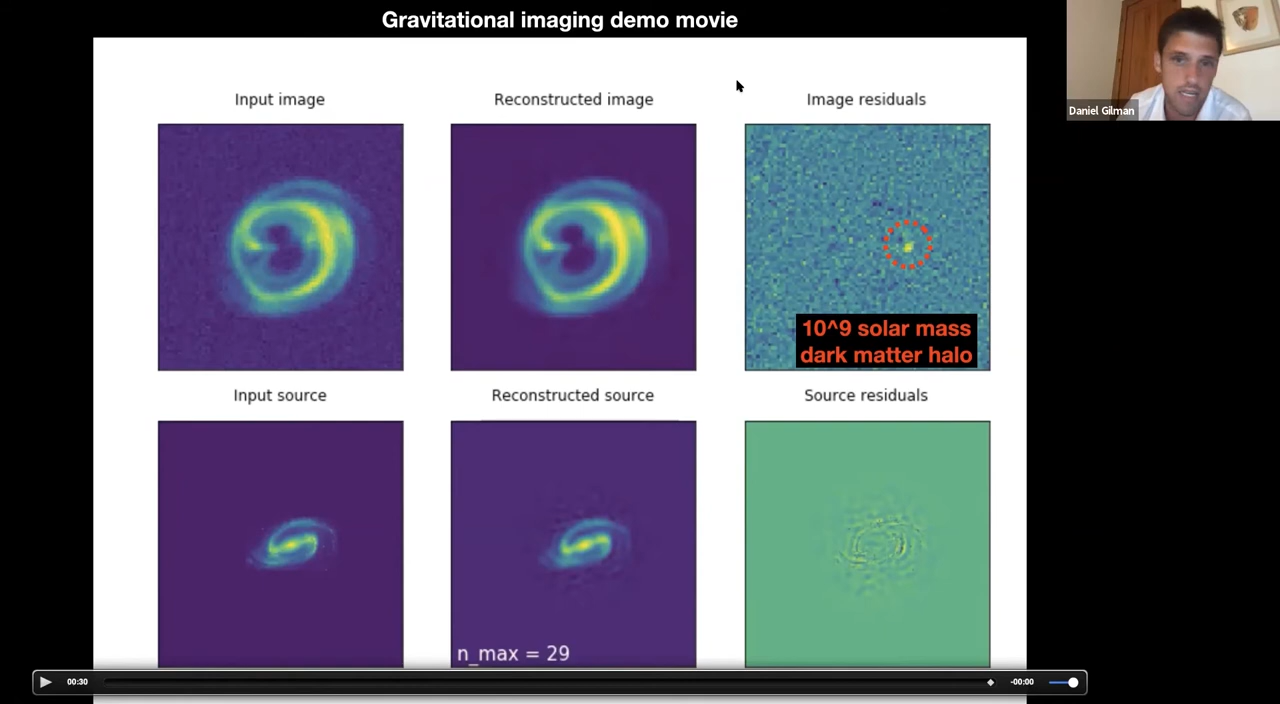 Gravitational imaging demo movie
Daniel Gilman
Input image
Reconstructed image
Image residuals
10^9 solar mass
dark matter halo
Input source
Reconstructed source
Source residuals
n_max = 29
00:30
-00:00